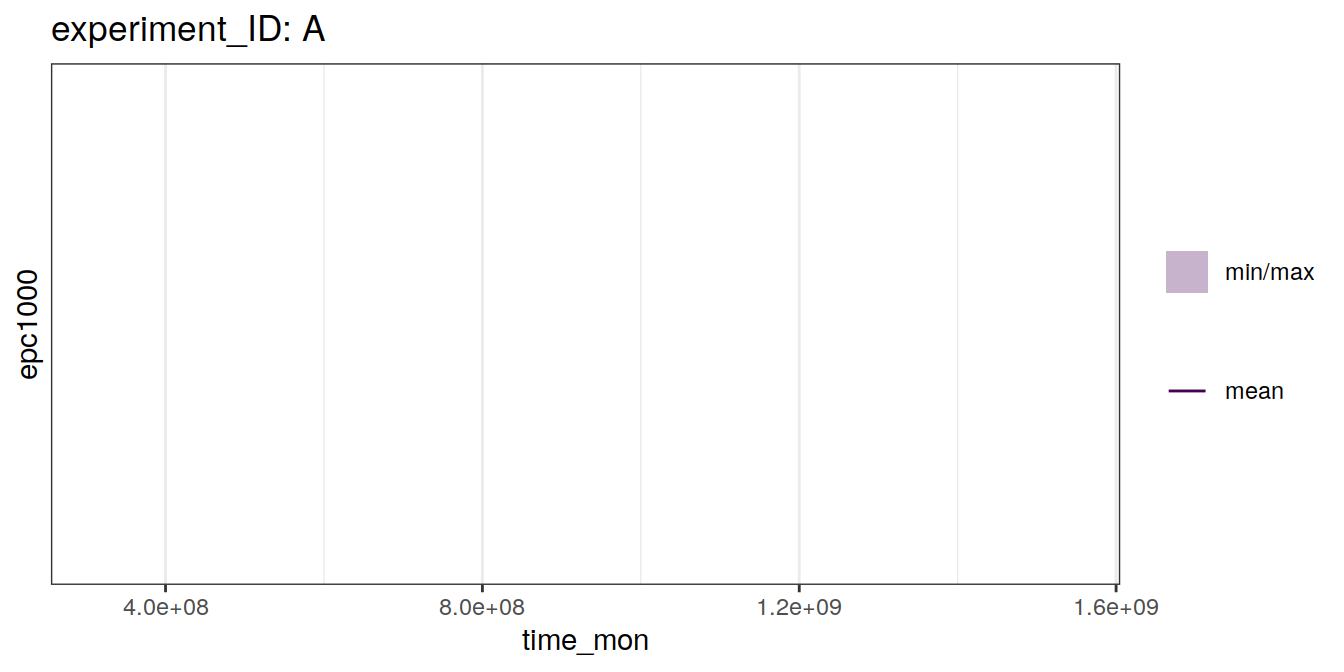 experiment_ID: A
epc1000
min/max
mean
4.0e+08 8.0e+08 1.2e+09 1.6e+09
time_mon